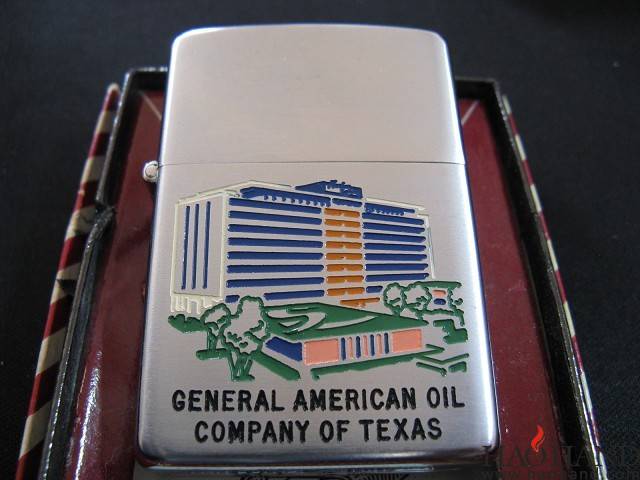 GENERAL AMERICAN OIL
COMPANY OF TEXAS